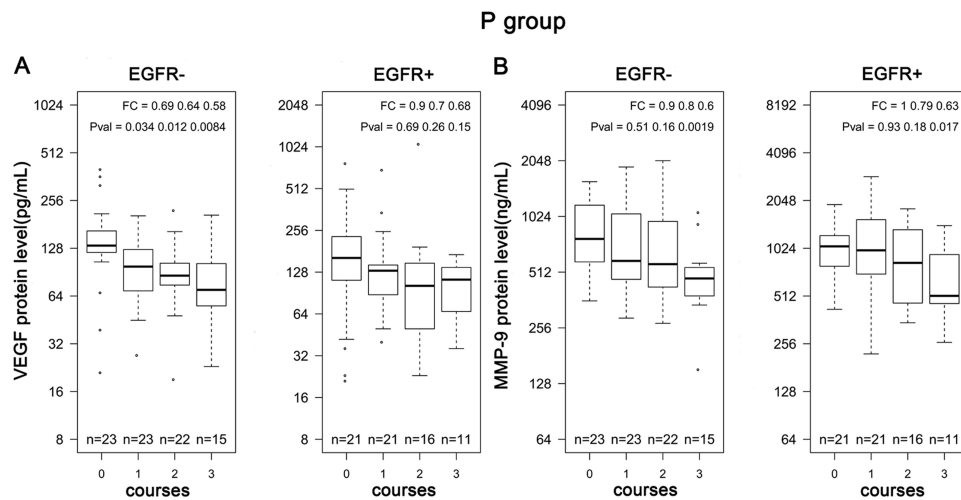 P group
A
EGFR-
VEGF protein level(pg/mL)
FC = 0.69 0.64 0.58
Pval = 0.034 0.012 0.0084
1024
512
256
128
64
32
16
8
n=23 n=23 n=22 n=15
0 1 2 3
courses
EGFR+
FC = 0.9 0.7 0.68
Pval = 0.69 0.26 0.15
2048
1024
512
256
128
64
32
16
8
n=21 n=21 n=16 n=11
0 1 2 3
courses
B
EGFR-
MMP-9 protein level(ng/mL)
FC = 0.9 0.8 0.6
Pval = 0.51 0.16 0.0019
4096
2048
1024
512
256
128
64
n=23 n=23 n=22 n=15
0 1 2 3
courses
EGFR+
FC = 1 0.79 0.63
Pval = 0.93 0.18 0.017
8192
4096
2048
1024
512
256
128
64
n=21 n=21 n=16 n=11
0 1 2 3
courses